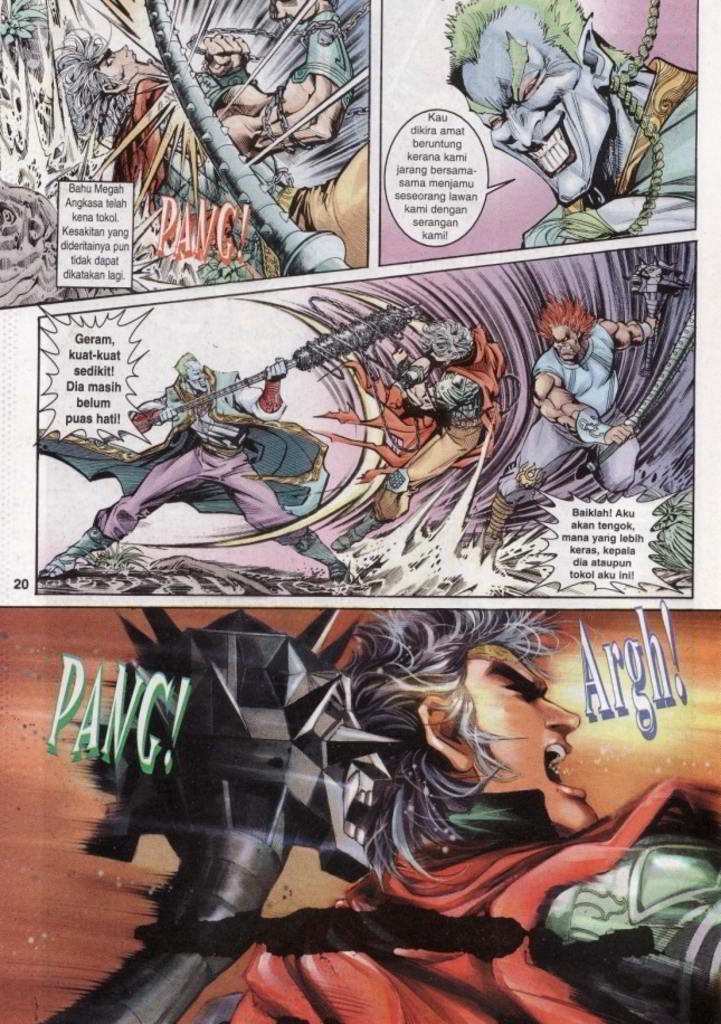 Bahu Megah
Angkasa telah
kena tokol.
Kesakitan yang
dideritainya pun
tidak dapat
dikatakan lagi.
PANG!
Kau
dikira amat
beruntung
kerana kami
jarang bersama-
sama menjamu
seseorang lawan
kami dengan
serangan
kami!
Geram,
kuat-kuat
sedikit!
Dia masih
belum
puas hati!
Baiklah! Aku
akan tengok,
mana yang lebih
keras, kepala
dia ataupun
tokol aku ini!
20
PANG!
Argh!